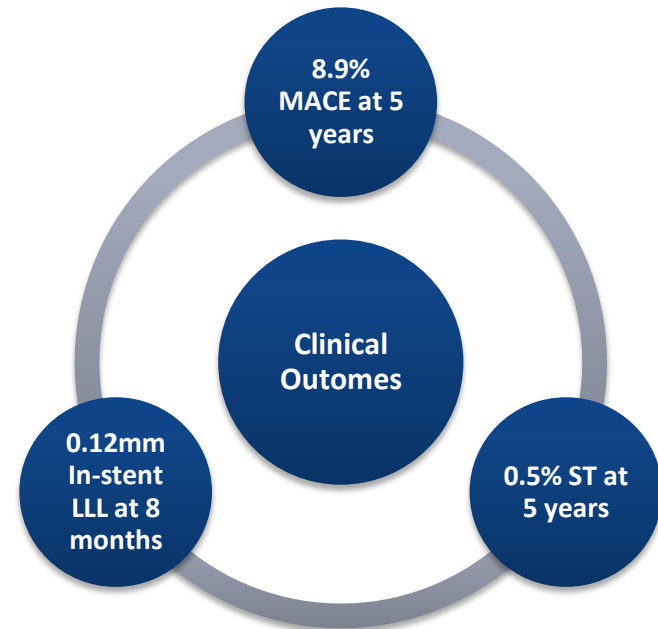 8.9%
MACE at 5
years
Clinical
Outcomes
0.12mm
In-stent
LLL at 8
months
0.5% ST at
5 years